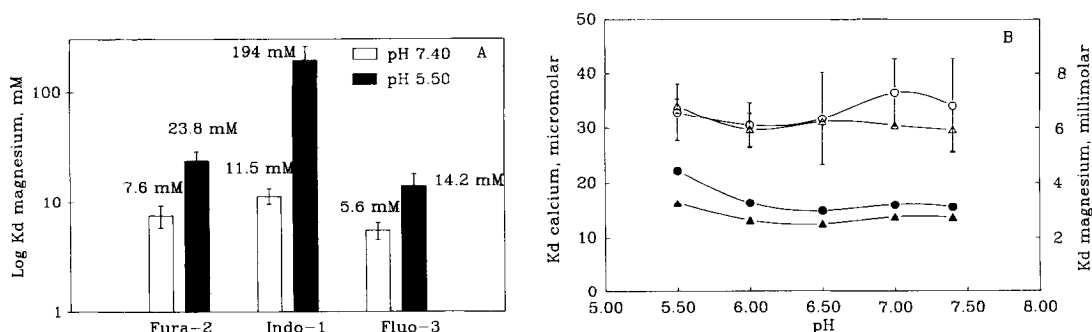 A
pH 7.40
pH 5.50
194 mM
23.8 mM
11.5 mM
7.6 mM
14.2 mM
5.6 mM
Log Kd magnesium, mM
100
10
1
Fura-2 Indo-1 Fluo-3
B
Kd calcium, micromolar
50
40
30
20
10
0
Kd magnesium, millimolar
8
6
4
2
5.00 5.50 6.00 6.50 7.00 7.50 8.00
pH